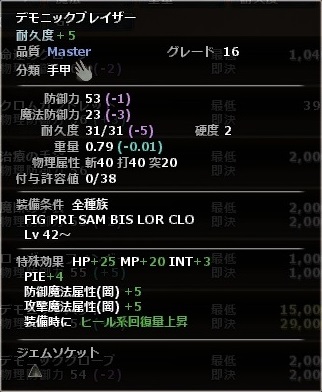 デモニックブレイザー
耐久度+5
品質 Master グレード 16
分類 手甲
防御力 53 (-1)
魔法防御力 23 (-3)
耐久度 31/31 (-5) 硬度 2
重量 0.79 (-0.01)
物理属性 斬40 打40 突20
付与許容値 0/38
装備条件 全種族
FIG PRI SAM BIS LOR CLO
Lv 42～
特殊効果 HP+25 MP+20 INT+3
PIE+4
防御魔法属性(闇) +5
攻撃魔法属性(闇) +5
装備時に ヒール系回復量上昇
ジェムソケット